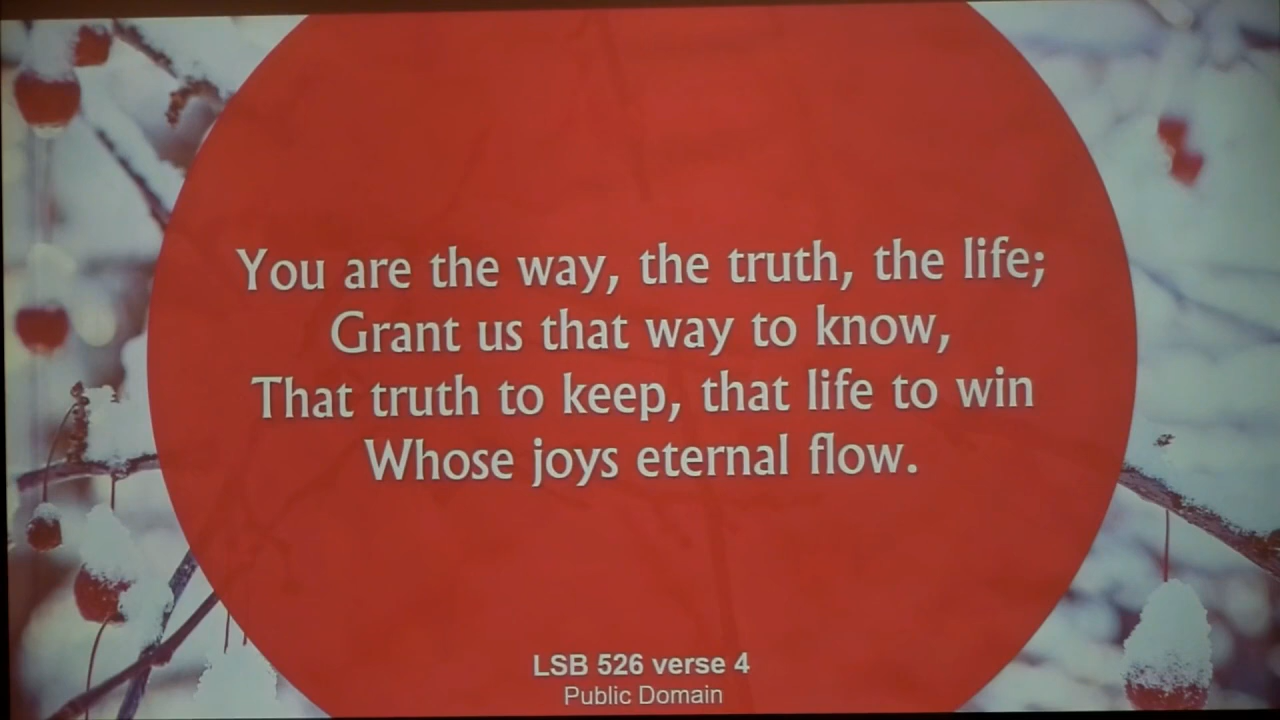 You are the way, the truth, the life;
Grant us that way to know,
That truth to keep, that life to win
Whose joys eternal flow.
LSB 526 verse 4
Public Domain